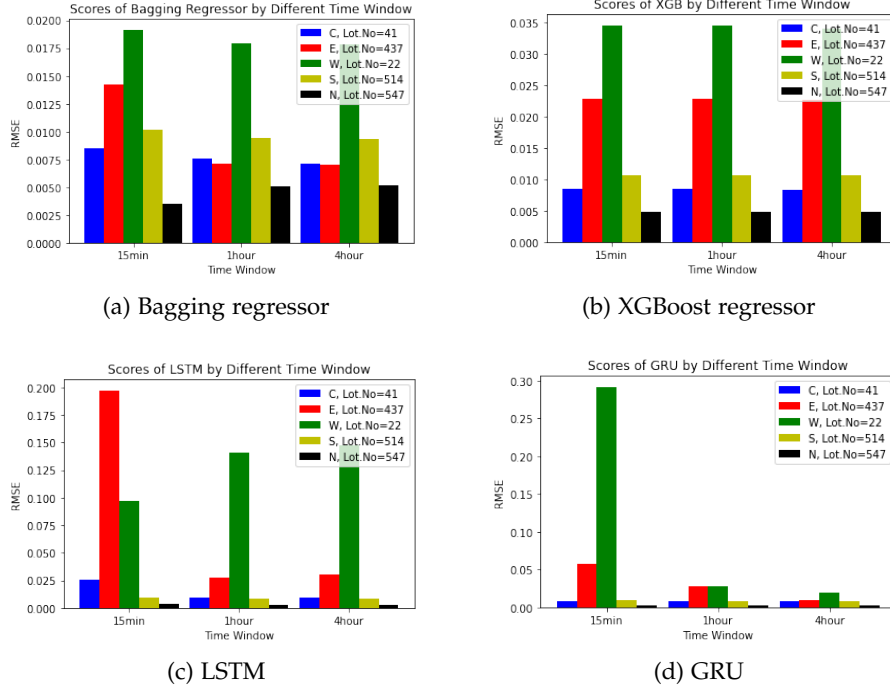 Scores of Bagging Regressor by Different Time Window
0.0200
0.0175
0.0150
0.0125
0.0100
0.0075
0.0050
0.0025
0.0000
RMSE
C, Lot.No=41
E, Lot.No=437
W, Lot.No=22
S, Lot.No=514
N, Lot.No=547
15min 1hour 4hour
Time Window
(a) Bagging regressor
Scores of XGB by Different Time Window
0.035
0.030
0.025
0.020
0.015
0.010
0.005
0.000
RMSE
C, Lot.No=41
E, Lot.No=437
W, Lot.No=22
S, Lot.No=514
N, Lot.No=547
15min 1hour 4hour
Time Window
(b) XGBoost regressor
Scores of LSTM by Different Time Window
0.200
0.175
0.150
0.125
0.100
0.075
0.050
0.025
0.000
RMSE
C, Lot.No=41
E, Lot.No=437
W, Lot.No=22
S, Lot.No=514
N, Lot.No=547
15min 1hour 4hour
Time Window
(c) LSTM
Scores of GRU by Different Time Window
0.30
0.25
0.20
0.15
0.10
0.05
0.00
RMSE
C, Lot.No=41
E, Lot.No=437
W, Lot.No=22
S, Lot.No=514
N, Lot.No=547
15min 1hour 4hour
Time Window
(d) GRU